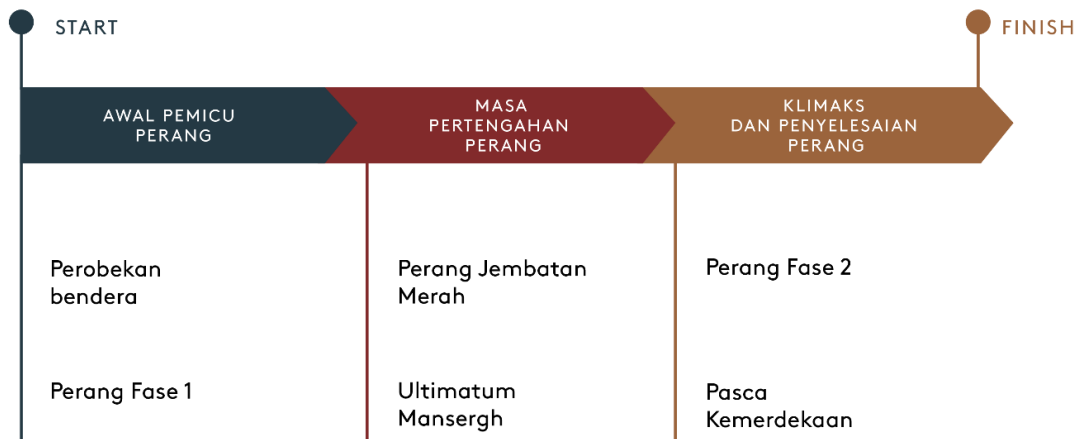 START
FINISH
AWAL PEMICU
PERANG
MASA
PERTENGAHAN
PERANG
KLIMAKS
DAN PENYELESAIAN
PERANG
Perobekan
bendera
Perang Fase 1
Perang Jembatan
Merah
Ultimatum
Mansergh
Perang Fase 2
Pasca
Kemerdekaan